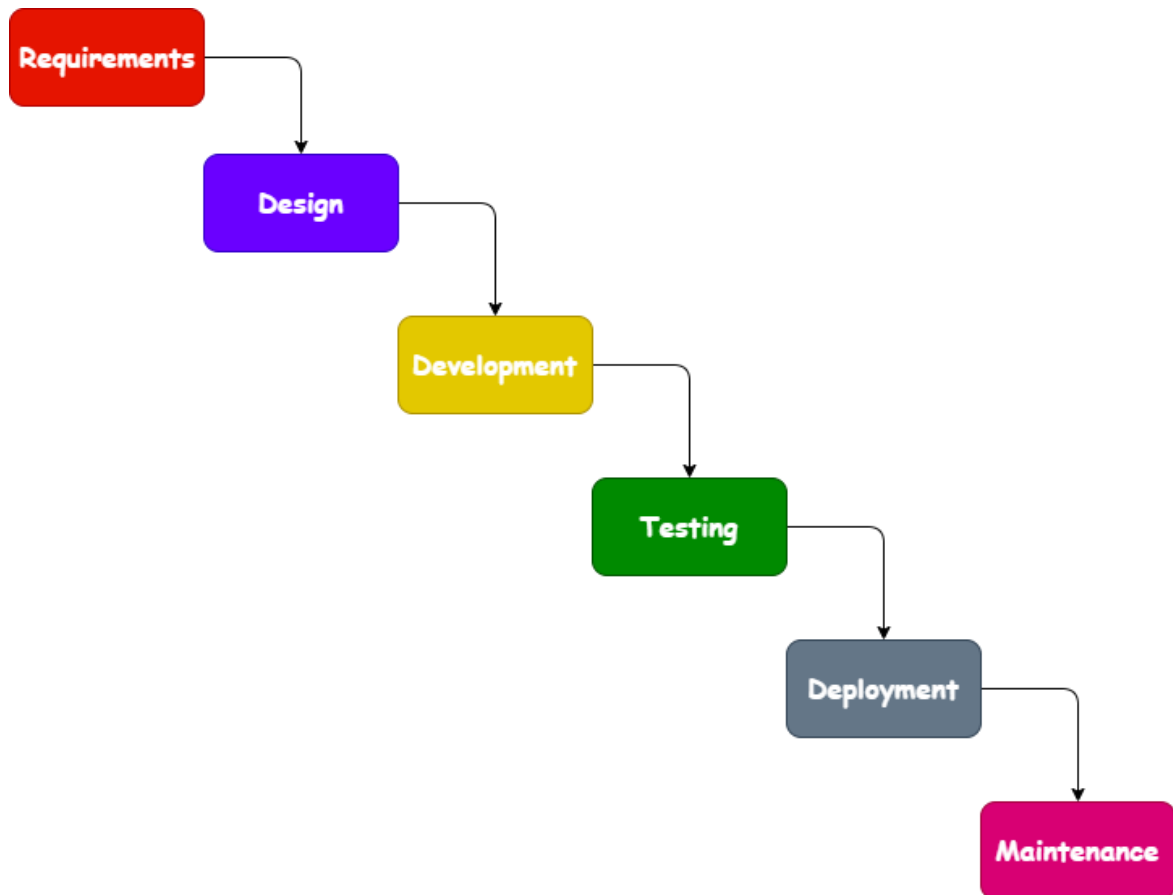 Requirements
Design
Development
Testing
Deployment
Maintenance